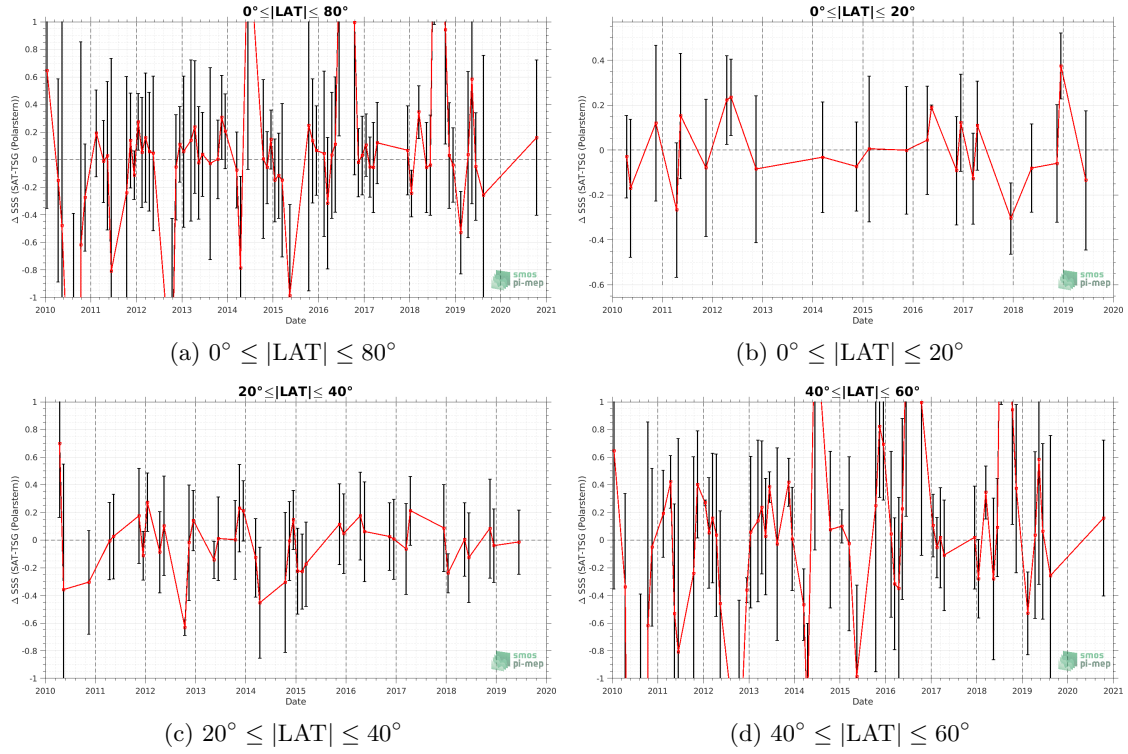 0°≤|LAT|≤ 80°
Δ SSS (SAT-TSG (Polarstern))
1
0.8
0.6
0.4
0.2
0
-0.2
-0.4
-0.6
-0.8
-1
2010 2011 2012 2013 2014 2015 2016 2017 2018 2019 2020 2021
Date
smos
pi-mep
(a) 0° ≤ |LAT| ≤ 80°
0°≤|LAT|≤ 20°
Δ SSS (SAT-TSG (Polarstern))
0.4
0.2
0
-0.2
-0.4
-0.6
2010 2011 2012 2013 2014 2015 2016 2017 2018 2019 2020
Date
smos
pi-mep
(b) 0° ≤ |LAT| ≤ 20°
20°≤|LAT|≤ 40°
Δ SSS (SAT-TSG (Polarstern))
1
0.8
0.6
0.4
0.2
0
-0.2
-0.4
-0.6
-0.8
-1
2010 2011 2012 2013 2014 2015 2016 2017 2018 2019 2020
Date
smos
pi-mep
(c) 20° ≤ |LAT| ≤ 40°
40°≤|LAT|≤ 60°
Δ SSS (SAT-TSG (Polarstern))
1
0.8
0.6
0.4
0.2
0
-0.2
-0.4
-0.6
-0.8
-1
2010 2011 2012 2013 2014 2015 2016 2017 2018 2019 2020 2021
Date
smos
pi-mep
(d) 40° ≤ |LAT| ≤ 60°